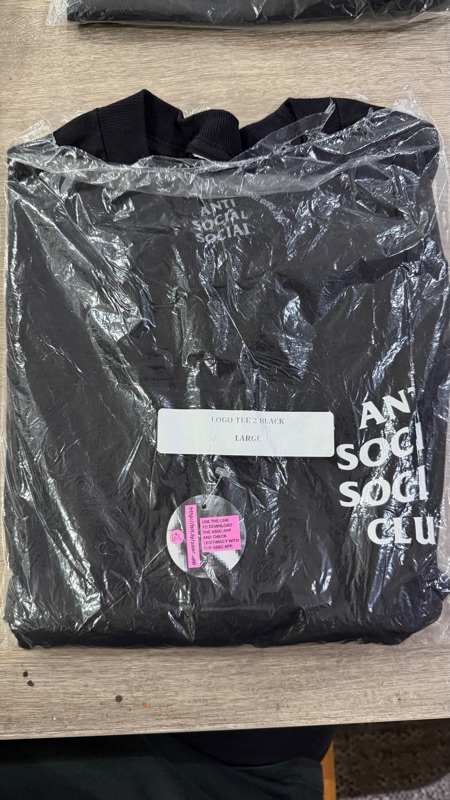 ANTI
SOCIAL
SOCIAL
LOGO TEE 2 BLACK
LARGE
ANT
SOCI
SOCI
CLU
USE THIS LINK
TO DOWNLOAD
THE ASSC APP
AND CHECK
LEGITIMACY WITH
THE ASSC APP.